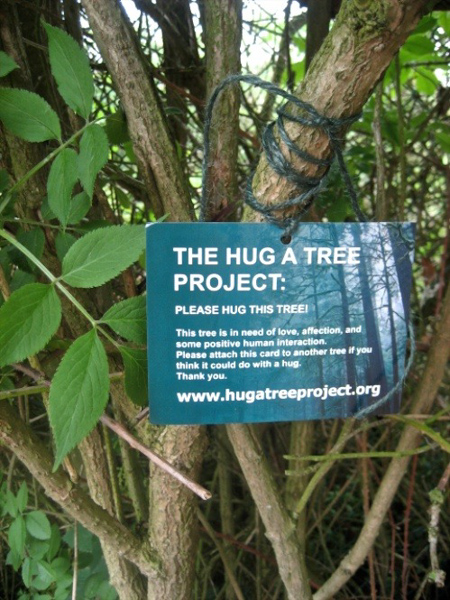 THE HUG A TREE
PROJECT:
PLEASE HUG THIS TREE!
This tree is in need of love, affection, and
some positive human interaction.
Please attach this card to another tree if you
think it could do with a hug.
Thank you.
www.hugatreeproject.org